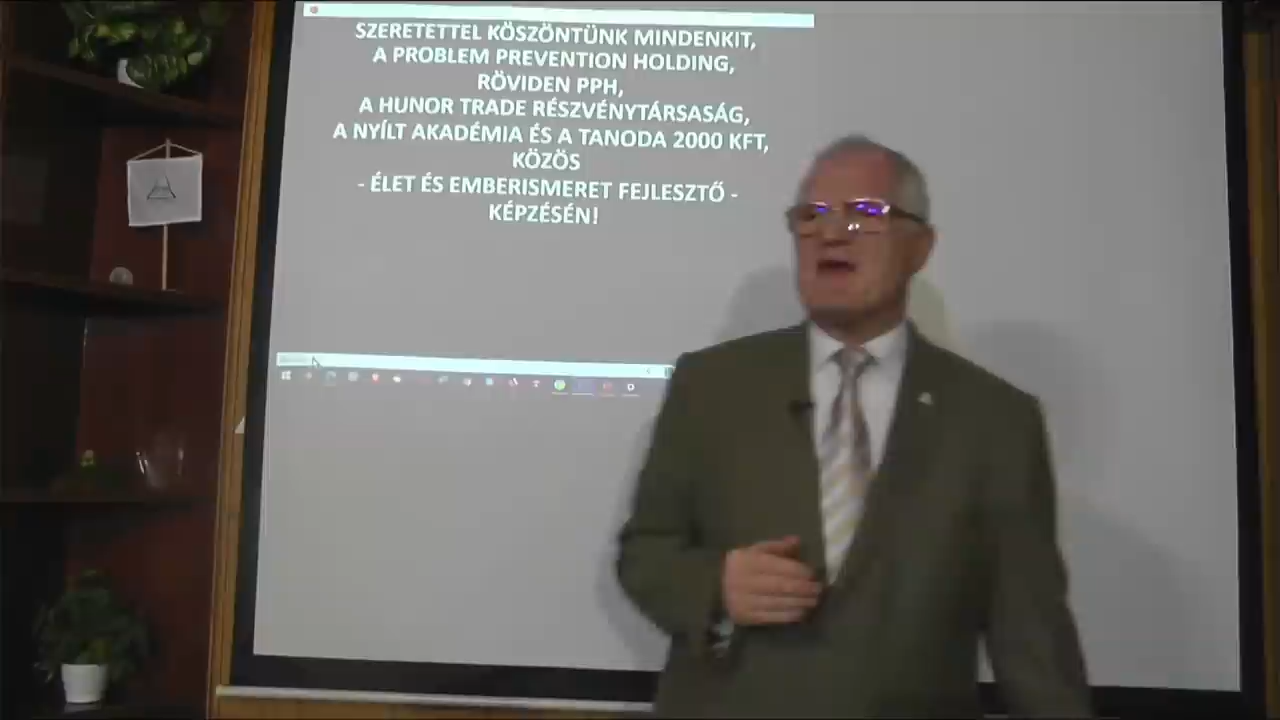 SZERETETTEL KÖSZÖNTÜNK MINDENKIT,
A PROBLEM PREVENTION HOLDING,
RÖVIDEN PPH,
A HUNOR TRADE RÉSZVÉNYTÁRSASÁG,
A NYÍLT AKADÉMIA ÉS A TANODA 2000 KFT,
KÖZÖS
- ÉLET ÉS EMBERISMERET FEJLESZTŐ -
KÉPZÉSÉN!